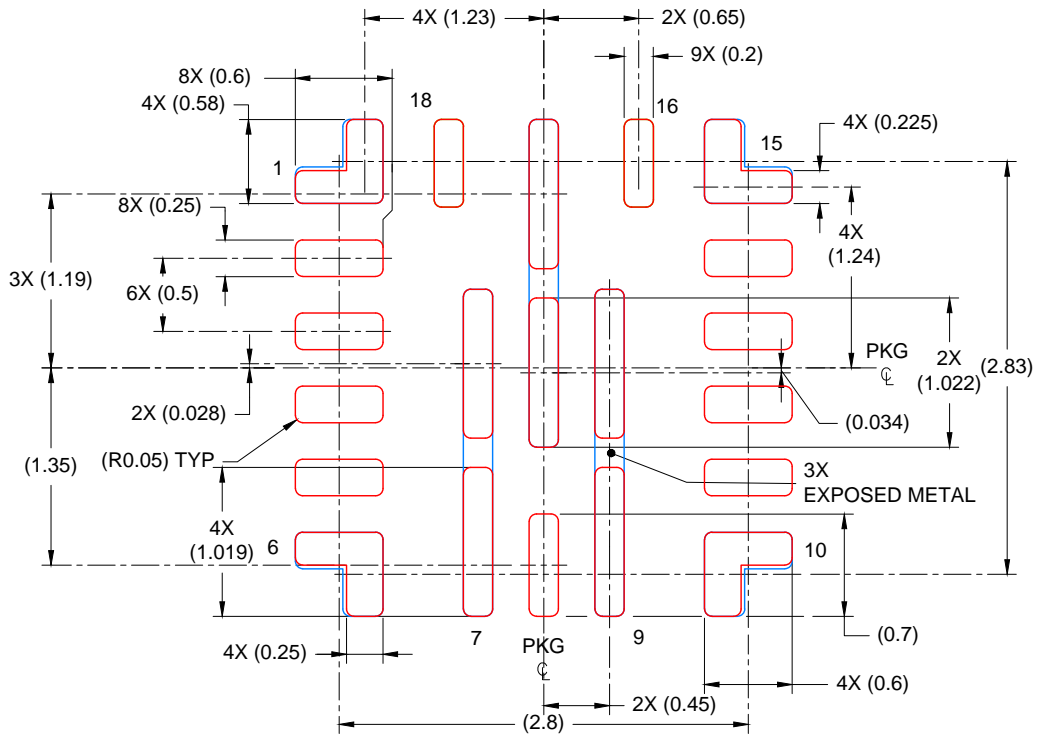 4X (1.23)
2X (0.65)
9X (0.2)
8X (0.6)
4X (0.58)
18
16
4X (0.225)
15
1
8X (0.25)
4X
(1.24)
3X (1.19)
6X (0.5)
PKG
℄
2X
(1.022)
(2.83)
2X (0.028)
(0.034)
(R0.05) TYP
(1.35)
3X
EXPOSED METAL
4X
(1.019)
6
10
7
PKG
℄
9
(0.7)
4X (0.25)
4X (0.6)
2X (0.45)
(2.8)